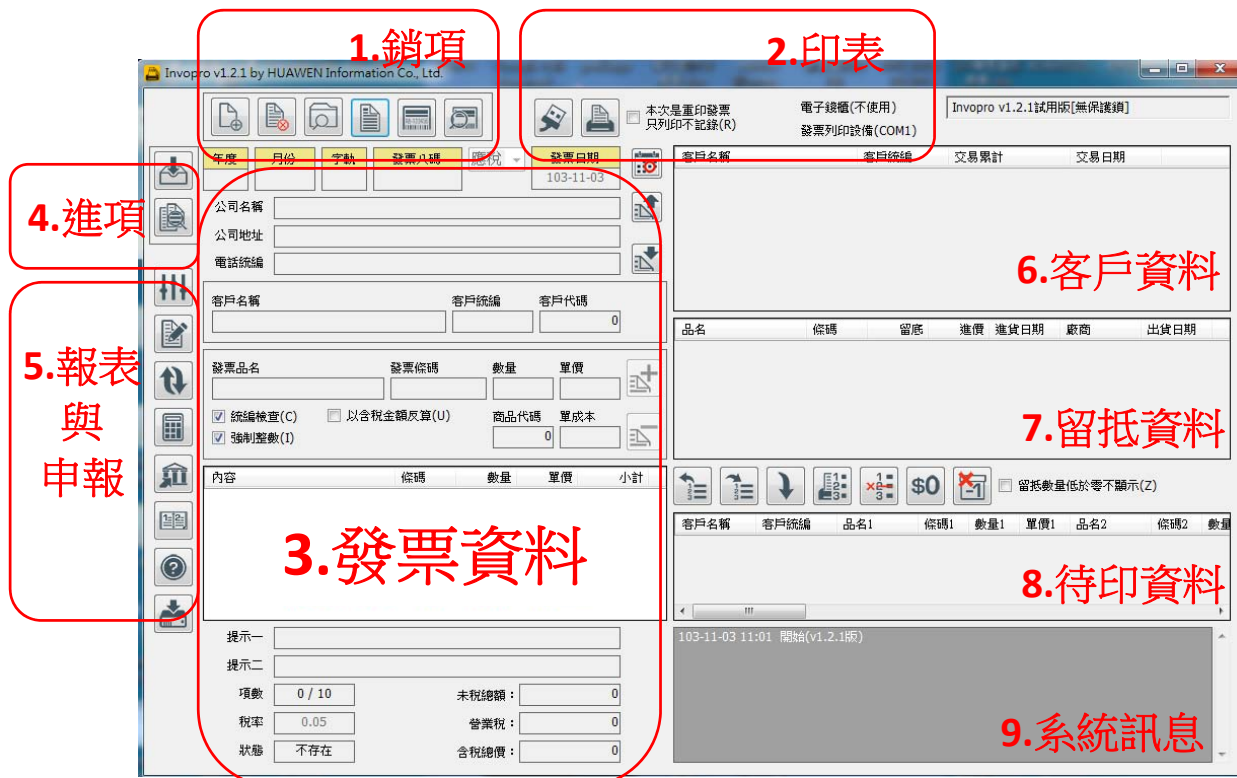 1.銷項
2.印表
Invopro v1.2.1 by HUAWEN Information Co., Ltd.
本次是重印發票
只列印不記錄(R)
電子錢櫃(不使用)
發票列印設備(COM1)
Invopro v1.2.1試用版[無保護鎖]
年度 月份 字軌 發票八碼 應稅 發票日期
103-11-03
客戶名稱 客戶統編 交易累計 交易日期
4.進項
公司名稱
公司地址
電話統編
6.客戶資料
客戶名稱 客戶統編 客戶代碼
0
品名 條碼 留底 進價 進貨日期 廠商 出貨日期
5.報表
與
申報
發票品名 發票條碼 數量 單價
統編檢查(C) 以含稅金額反算(U) 商品代碼 單成本
強制整數(I) 0
7.留抵資料
內容 條碼 數量 單價 小計
$0
留抵數量低於零不顯示(Z)
客戶名稱 客戶統編 品名1 條碼1 數量1 單價1 品名2 條碼2 數量
3.發票資料
8.待印資料
提示一
提示二
項數 0 / 10 未稅總額： 0
稅率 0.05 營業稅： 0
狀態 不存在 含稅總價： 0
103-11-03 11:01 開始(v1.2.1版)
9.系統訊息